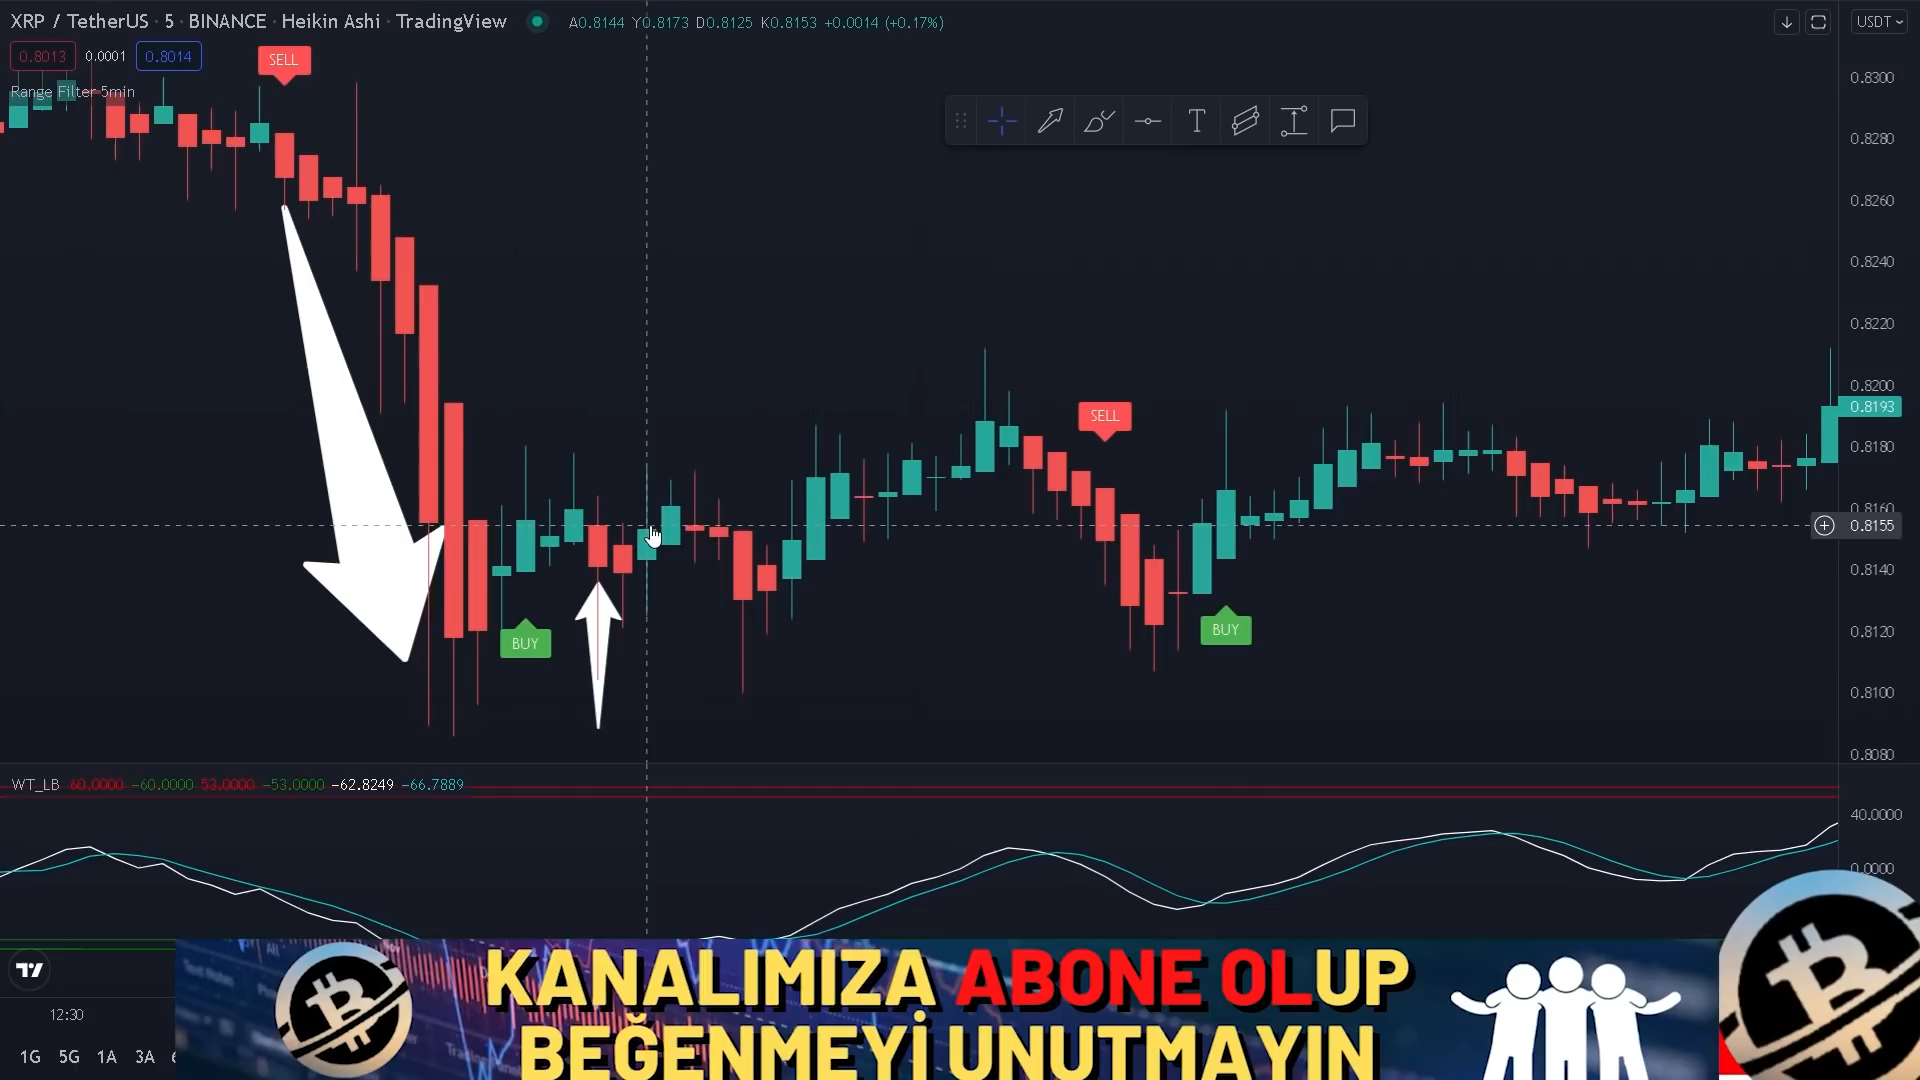 XRP / TetherUS · 5 · BINANCE · Heikin Ashi · TradingView
A0.8144 Y0.8173 D0.8125 K0.8153 +0.0014 (+0.17%)
USDT
0.8013 0.0001 0.8014
Range Filter 5min
SELL
T
SELL
BUY
BUY
0.8300
0.8280
0.8260
0.8240
0.8220
0.8200
0.8193
0.8180
0.8160
0.8155
0.8140
0.8120
0.8100
0.8080
WT_LB 60.0000 −60.0000 53.0000 −53.0000 −62.8249 −66.7889
40.0000
0.0000
KANALIMIZA ABONE OLUP
BEĞENMEYİ UNUTMAYIN
12:30
1G 5G 1A 3A